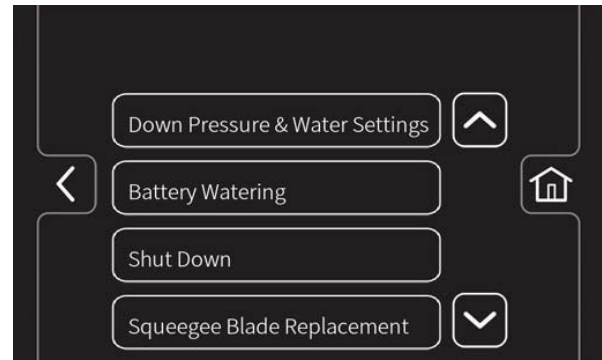 Down Pressure & Water Settings
Battery Watering
Shut Down
Squeegee Blade Replacement